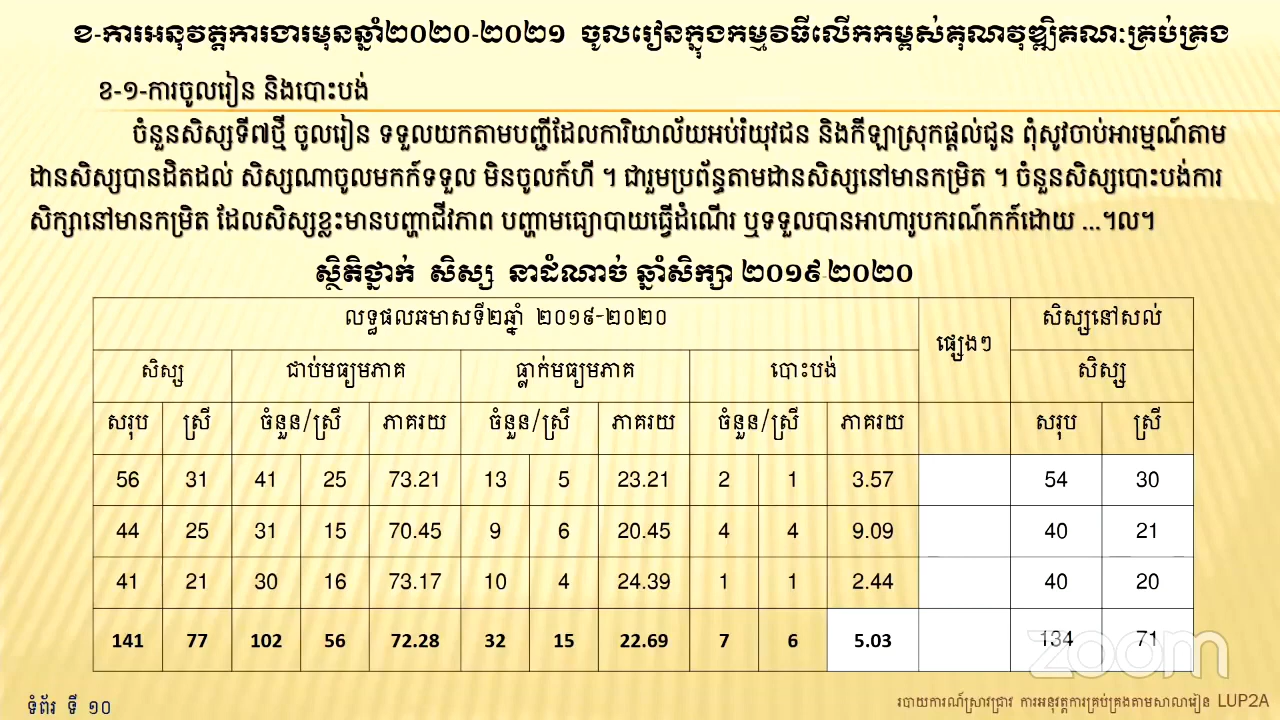 ខ-ការអនុវត្តការងារមុនឆ្នាំ២០២០-២០២១ ចូលរៀនក្នុងកម្មវិធីលើកកម្ពស់គុណវុឌ្ឍិគណៈគ្រប់គ្រង
ខ-១-ការចូលរៀន និងបោះបង់
ចំនួនសិស្សទី៧ថ្មី ចូលរៀន ទទួលយកតាមបញ្ជីដែលការិយាល័យអប់រំយុវជន និងកីឡាស្រុកផ្តល់ជូន ពុំសូវចាប់អារម្មណ៍តាម
ដានសិស្សបានដិតដល់ សិស្សណាចូលមកក៍ទទួល មិនចូលក៍ហី ។ ជារួមប្រព័ន្ធតាមដានសិស្សនៅមានកម្រិត ។ ចំនួនសិស្សបោះបង់ការ
សិក្សានៅមានកម្រិត ដែលសិស្សខ្លះមានបញ្ហាជីវភាព បញ្ហាមធ្យោបាយធ្វើដំណើរ ឬទទួលបានអាហារូបករណ៍កក៍ដោយ ...។ល។
ស្ថិតិថ្នាក់ សិស្ស នាដំណាច់ ឆ្នាំសិក្សា ២០១៩-២០២០
លទ្ធផលឆមាសទី២ឆ្នាំ ២០១៩-២០២០ ផ្សេងៗ សិស្សនៅសល់
សិស្ស ជាប់មធ្យមភាគ ធ្លាក់មធ្យមភាគ បោះបង់ សិស្ស
សរុប ស្រី ចំនួន/ស្រី ភាគរយ ចំនួន/ស្រី ភាគរយ ចំនួន/ស្រី ភាគរយ សរុប ស្រី
56 31 41 25 73.21 13 5 23.21 2 1 3.57 54 30
44 25 31 15 70.45 9 6 20.45 4 4 9.09 40 21
41 21 30 16 73.17 10 4 24.39 1 1 2.44 40 20
141 77 102 56 72.28 32 15 22.69 7 6 5.03 134 71
zoom
ទំព័រ ទី ១០
របាយការណ៍ស្រាវជ្រាវ ការអនុវត្តការគ្រប់គ្រងតាមសាលារៀន LUP2A